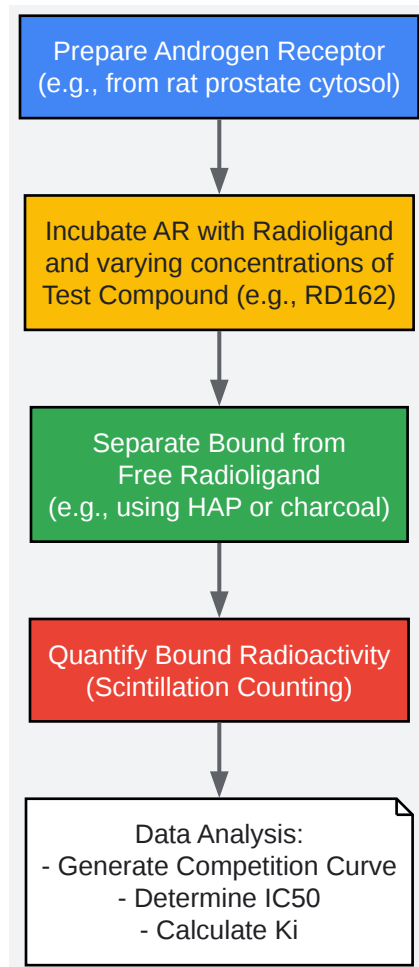 Prepare Androgen Receptor
(e.g., from rat prostate cytosol)
Incubate AR with Radioligand
and varying concentrations of
Test Compound (e.g., RD162)
Separate Bound from
Free Radioligand
(e.g., using HAP or charcoal)
Quantify Bound Radioactivity
(Scintillation Counting)
Data Analysis:
- Generate Competition Curve
- Determine IC50
- Calculate Ki